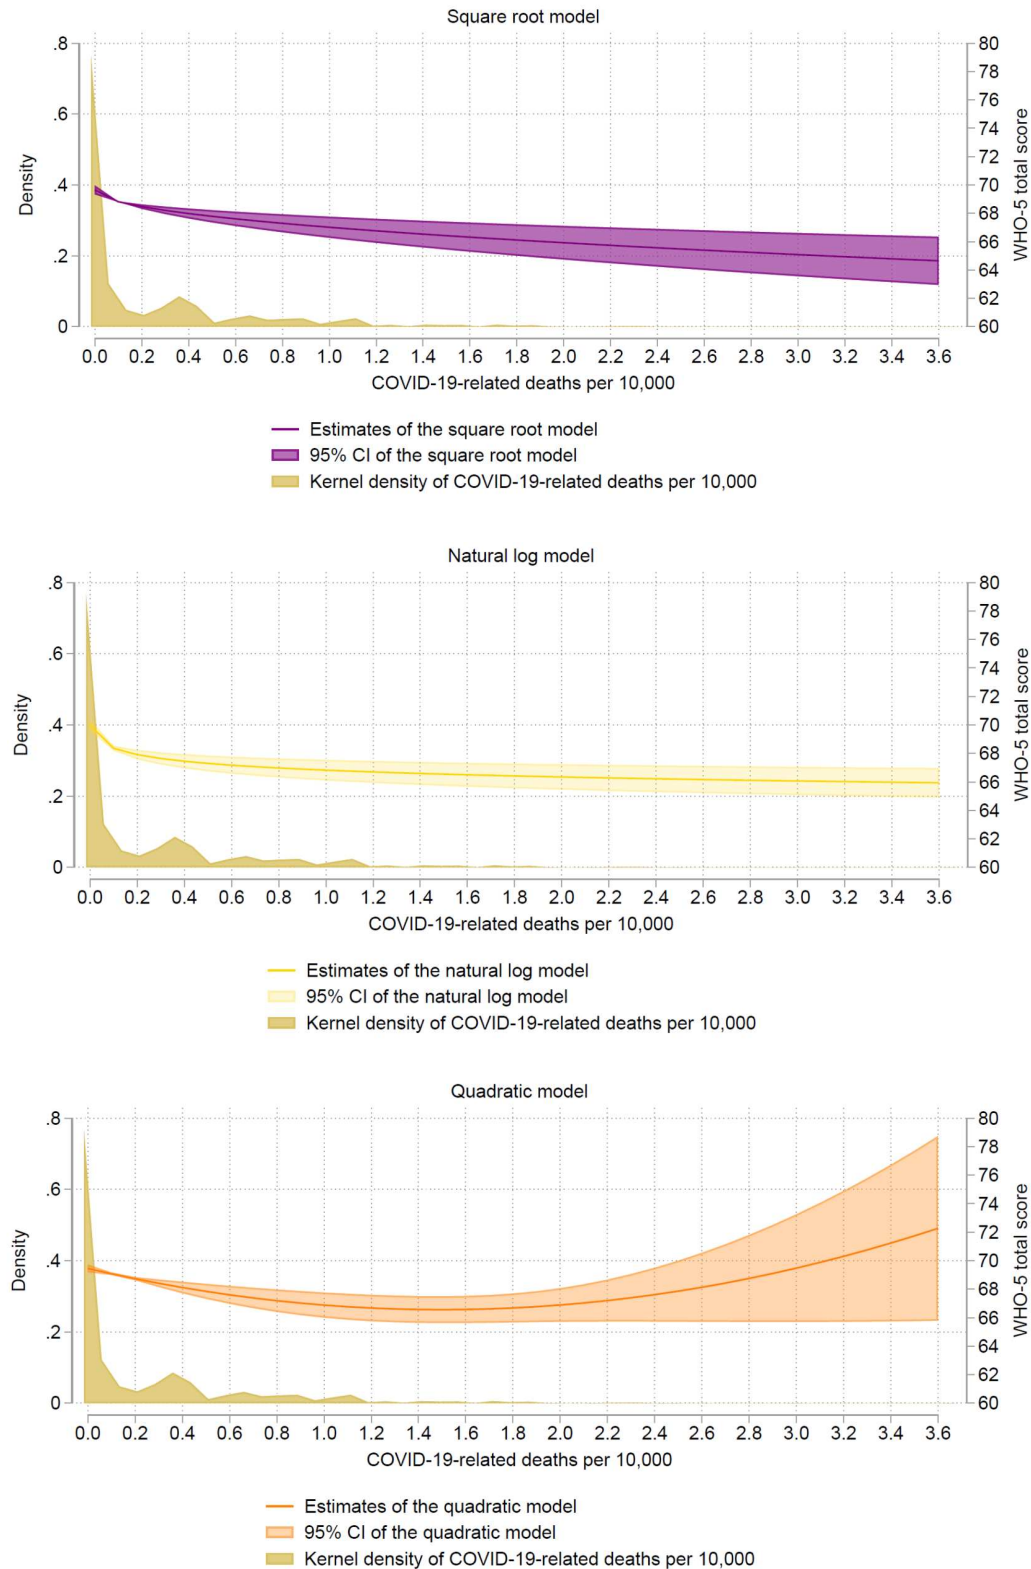 Square root model
.8
.6
.4
.2
0
Density
80
78
76
74
72
70
68
66
64
62
60
WHO-5 total score
0.0 0.2 0.4 0.6 0.8 1.0 1.2 1.4 1.6 1.8 2.0 2.2 2.4 2.6 2.8 3.0 3.2 3.4 3.6
COVID-19-related deaths per 10,000
Estimates of the square root model
95% CI of the square root model
Kernel density of COVID-19-related deaths per 10,000
Natural log model
.8
.6
.4
.2
0
Density
80
78
76
74
72
70
68
66
64
62
60
WHO-5 total score
0.0 0.2 0.4 0.6 0.8 1.0 1.2 1.4 1.6 1.8 2.0 2.2 2.4 2.6 2.8 3.0 3.2 3.4 3.6
COVID-19-related deaths per 10,000
Estimates of the natural log model
95% CI of the natural log model
Kernel density of COVID-19-related deaths per 10,000
Quadratic model
.8
.6
.4
.2
0
Density
80
78
76
74
72
70
68
66
64
62
60
WHO-5 total score
0.0 0.2 0.4 0.6 0.8 1.0 1.2 1.4 1.6 1.8 2.0 2.2 2.4 2.6 2.8 3.0 3.2 3.4 3.6
COVID-19-related deaths per 10,000
Estimates of the quadratic model
95% CI of the quadratic model
Kernel density of COVID-19-related deaths per 10,000